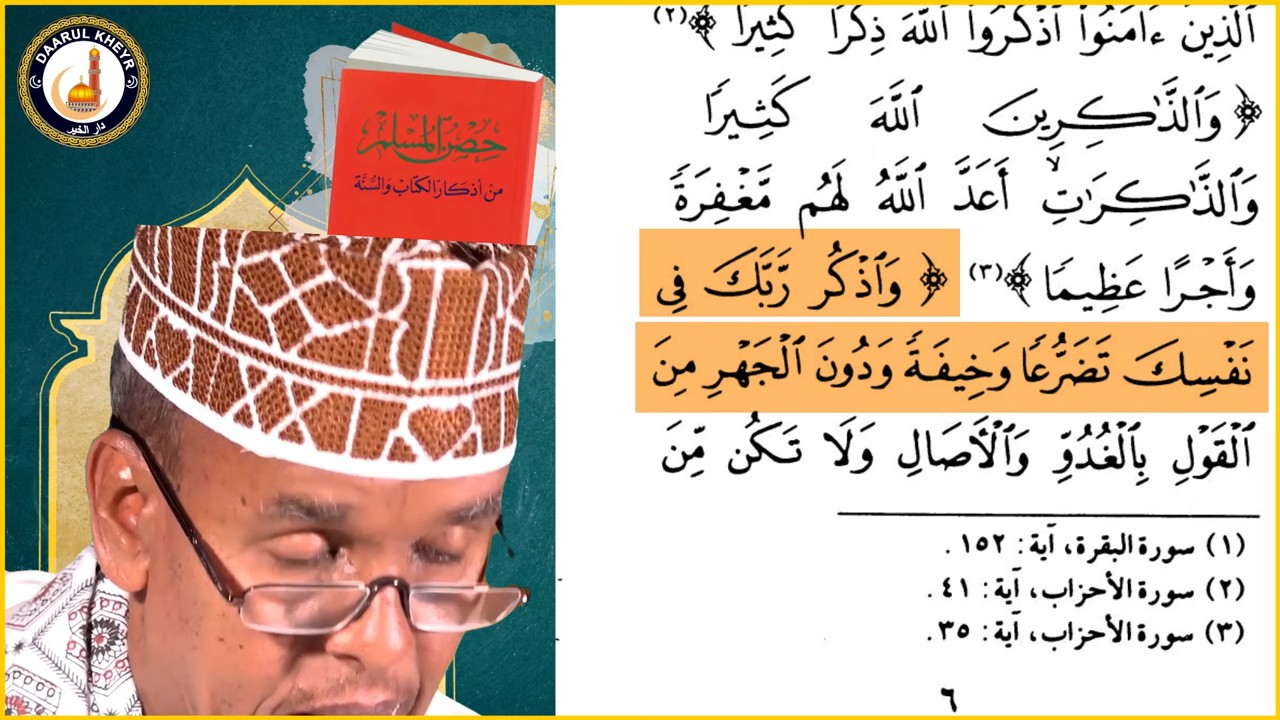 DAARUL KHEYR
دار الخير
حصن المسلم
من أذكار الكتاب والسنة
ٱلَّذِينَ ءَامَنُوا۟ ٱذْكُرُوا۟ ٱللَّهَ ذِكْرًا كَثِيرًا﴾(٢)
﴿وَٱلذَّٰكِرِينَ ٱللَّهَ كَثِيرًا
وَٱلذَّٰكِرَٰتِ أَعَدَّ ٱللَّهُ لَهُم مَّغْفِرَةً
وَأَجْرًا عَظِيمًا﴾(٣) ﴿وَٱذْكُر رَّبَّكَ فِى
نَفْسِكَ تَضَرُّعًا وَخِيفَةً وَدُونَ ٱلْجَهْرِ مِنَ
ٱلْقَوْلِ بِٱلْغُدُوِّ وَٱلْأَصَالِ وَلَا تَكُن مِّنَ
(١) سورة البقرة، آية: ١٥٢.
(٢) سورة الأحزاب، آية: ٤١.
(٣) سورة الأحزاب، آية: ٣٥.
٦